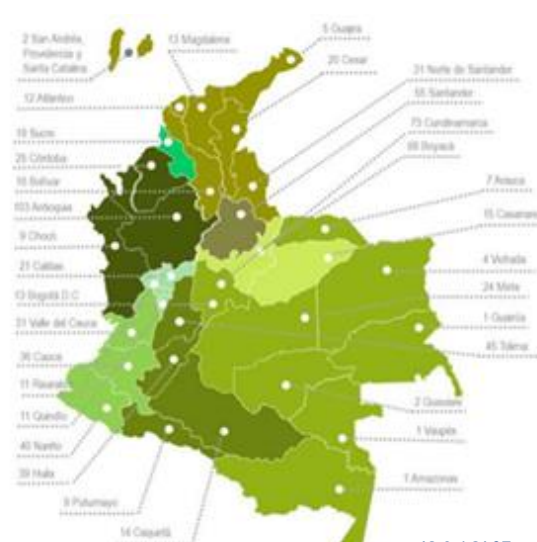 2 San Andrés,
Providencia y
Santa Catalina
13 Magdalena
5 Guajira
20 Cesar
21 Norte de Santander
55 Santander
73 Cundinamarca
88 Boyacá
7 Arauca
15 Casanare
4 Vichada
24 Meta
1 Guainía
45 Tolima
2 Guaviare
1 Vaupés
1 Amazonas
12 Atlántico
18 Sucre
25 Córdoba
16 Bolívar
103 Antioquia
9 Chocó
21 Caldas
13 Bogotá D.C
31 Valle del Cauca
36 Cauca
11 Risaralda
11 Quindío
40 Nariño
39 Huila
9 Putumayo
14 Caquetá